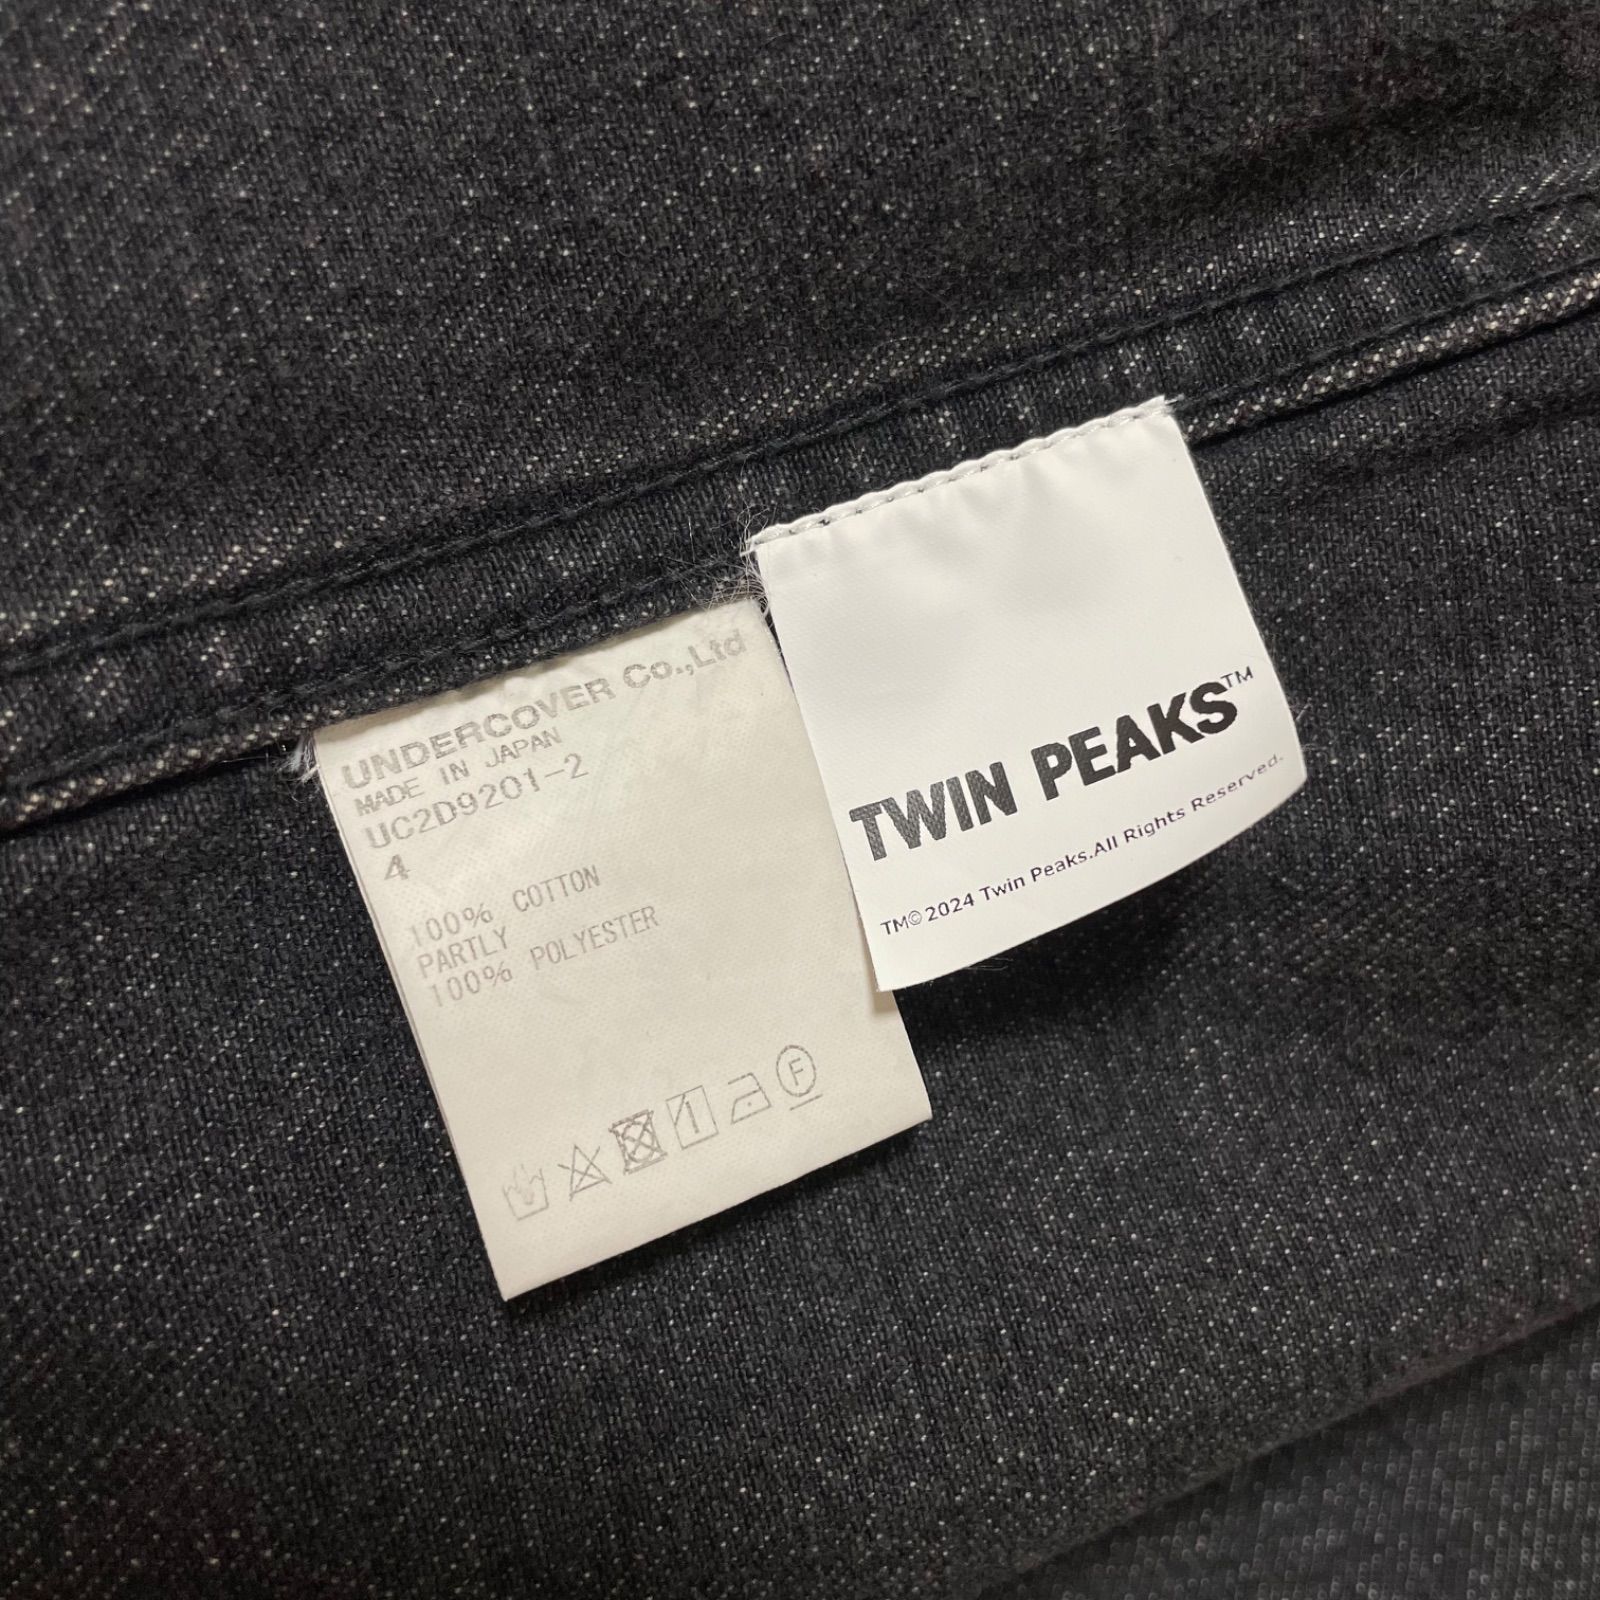 UNDERCOVER Co.,Ltd
MADE IN JAPAN
UC2D9201-2
4
100% COTTON
PARTLY
100% POLYESTER
F
TWIN PEAKS™
TM©2024 Twin Peaks.All Rights Reserved.